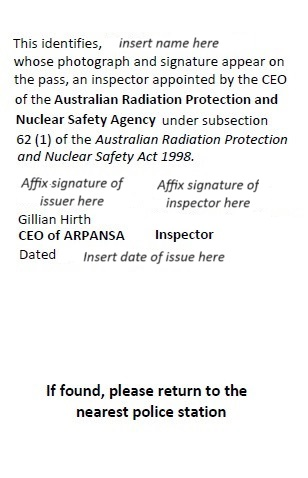 This identifies, insert name here
whose photograph and signature appear on
the pass, an inspector appointed by the CEO
of the Australian Radiation Protection and
Nuclear Safety Agency under subsection
62 (1) of the Australian Radiation Protection
and Nuclear Safety Act 1998.
Affix signature of Affix signature of
issuer here inspector here
Gillian Hirth
CEO of ARPANSA Inspector
Dated Insert date of issue here
If found, please return to the
nearest police station